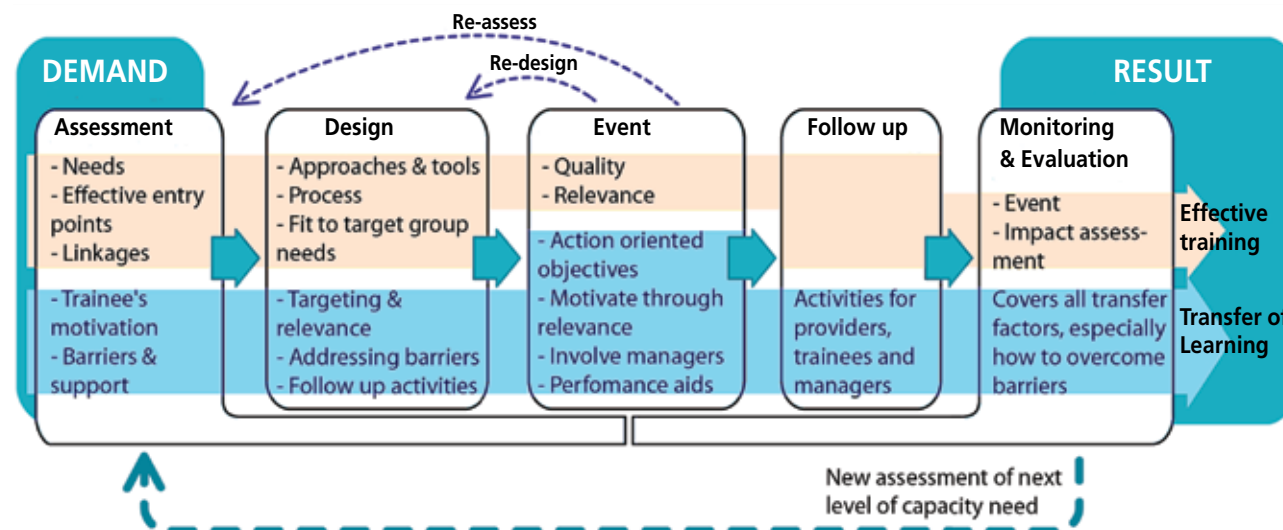 Re-assess
Re-design
DEMAND
RESULT
Assessment
- Needs
- Effective entry
points
- Linkages
- Trainee's
motivation
- Barriers &
support
Design
- Approaches & tools
- Process
- Fit to target group
needs
- Targeting &
relevance
- Addressing barriers
- Follow up activities
Event
- Quality
- Relevance
- Action oriented
objectives
- Motivate through
relevance
- Involve managers
- Perfomance aids
Follow up
Activities for
providers,
trainees and
managers
Monitoring
& Evaluation
- Event
- Impact assess-
ment
Covers all transfer
factors, especially
how to overcome
barriers
Effective
training
Transfer of
Learning
New assessment of next
level of capacity need